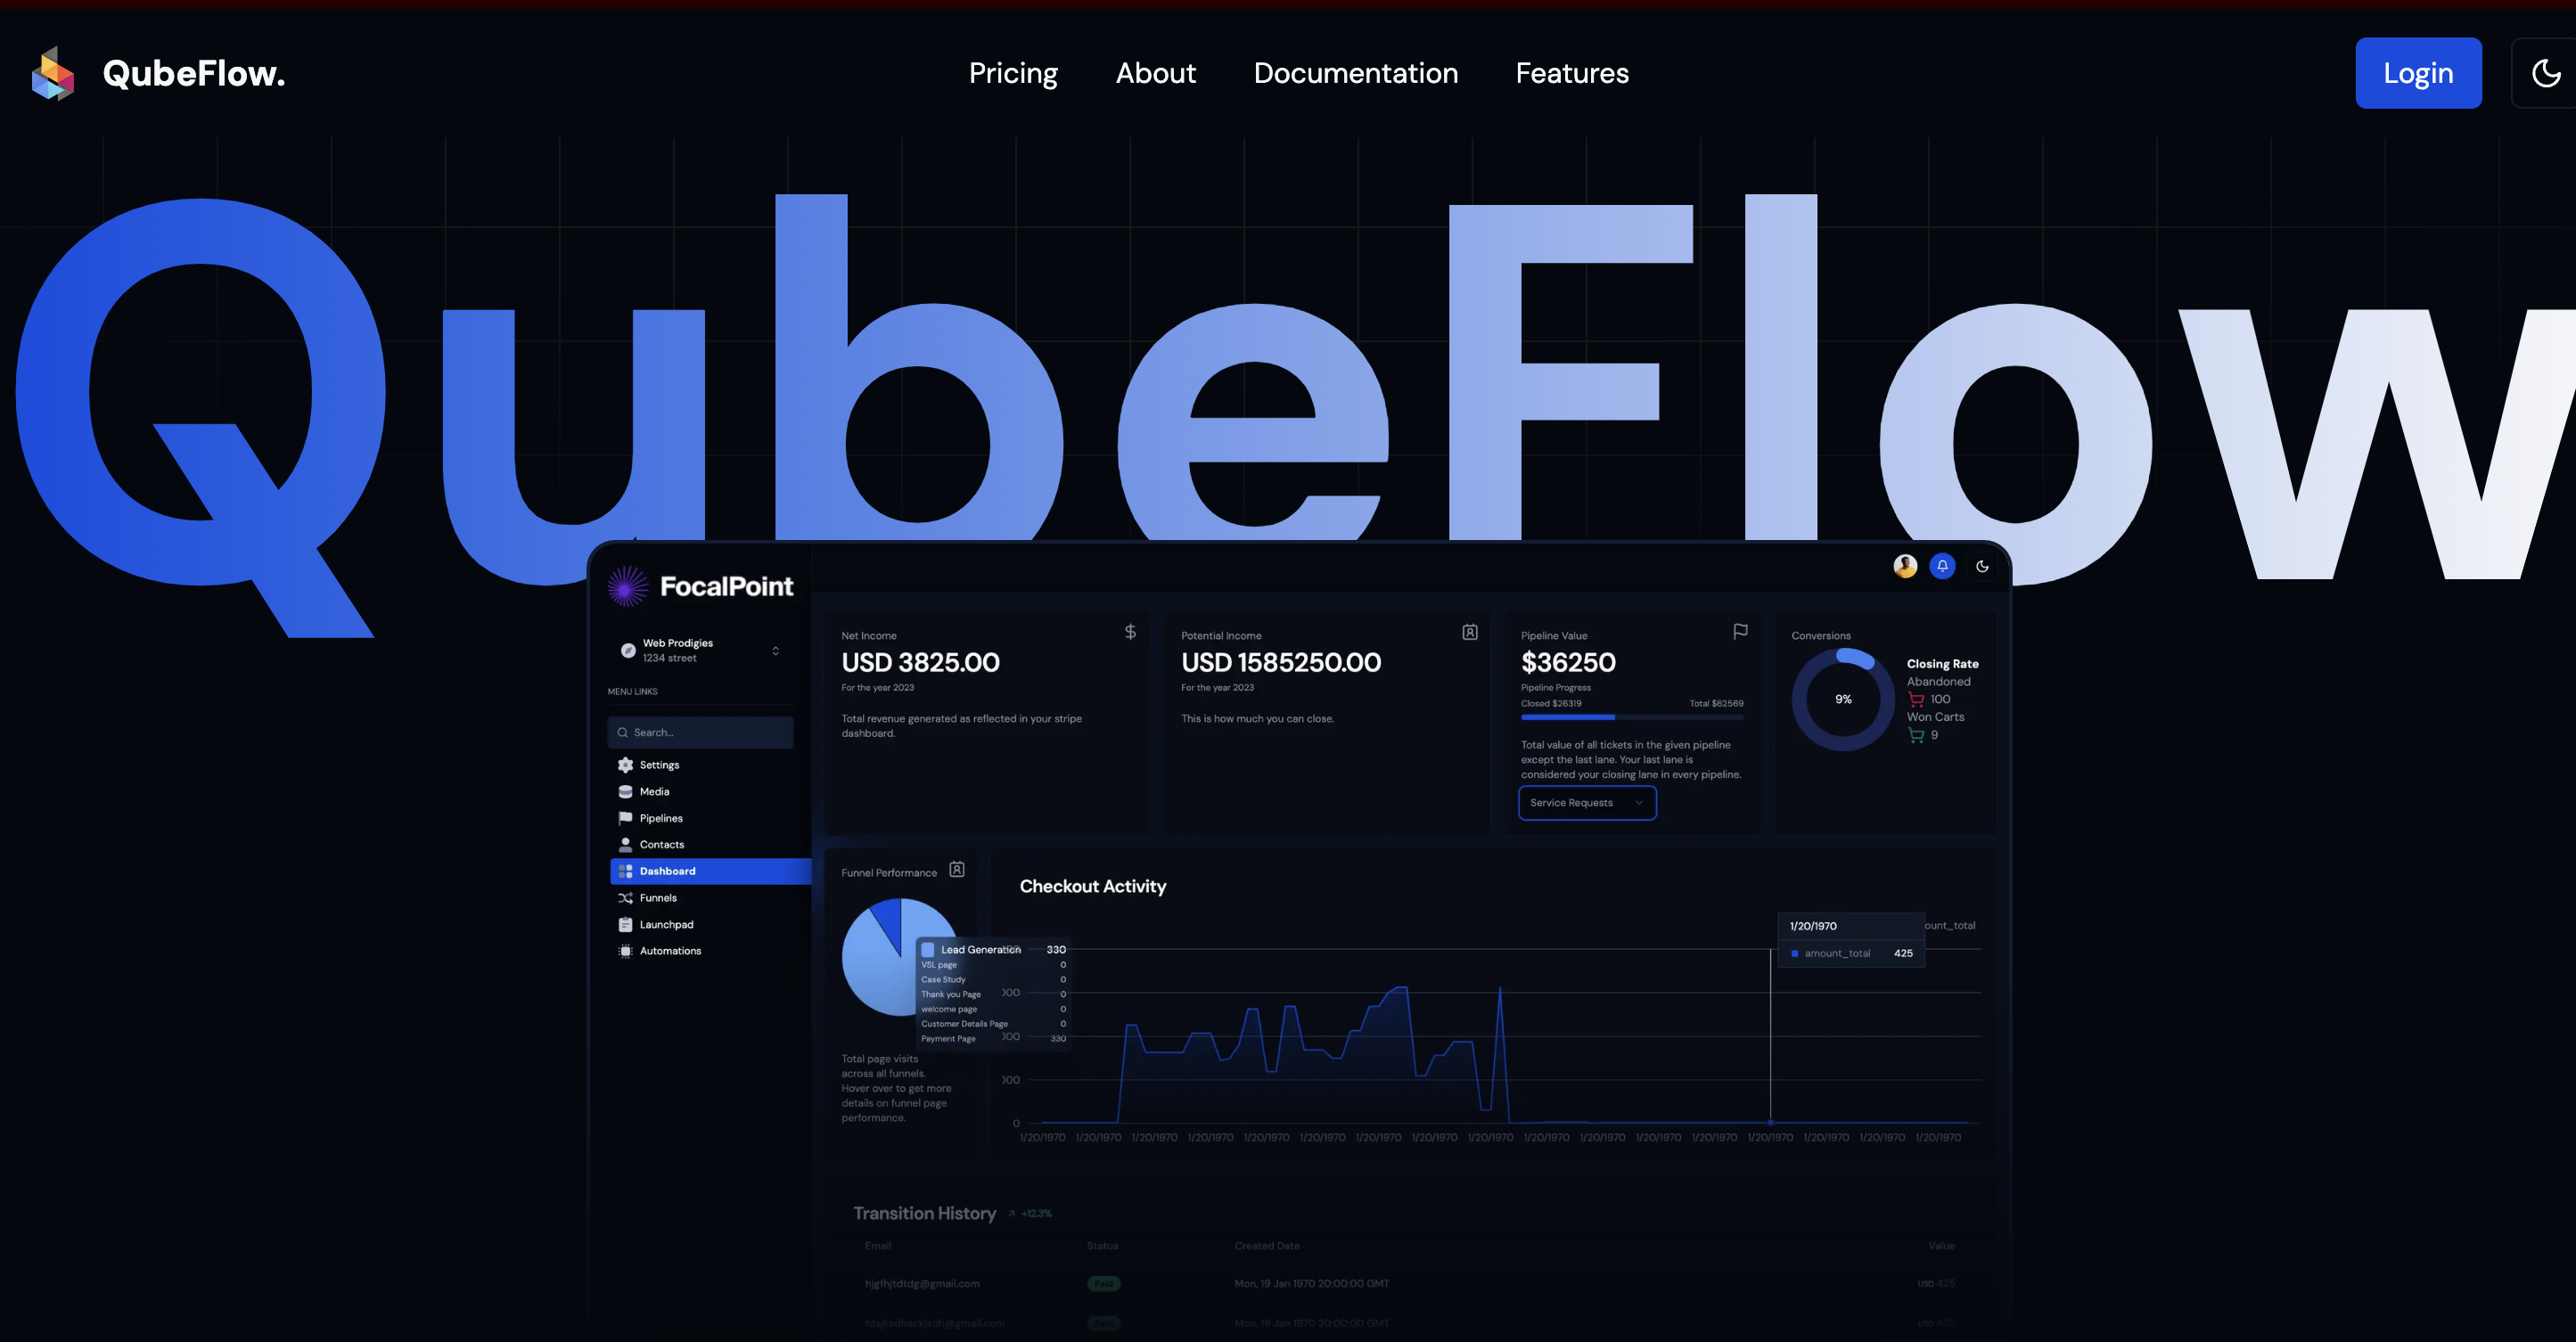 QubeFlow.
Pricing
About
Documentation
Features
Login
QubeFlow
FocalPoint
Web Prodigies
1234 street
MENU LINKS
Search...
Settings
Media
Pipelines
Contacts
Dashboard
Funnels
Launchpad
Automations
Net Income
USD 3825.00
For the year 2023
Total revenue generated as reflected in your stripe
dashboard.
Potential Income
USD 1585250.00
For the year 2023
This is how much you can close.
Pipeline Value
$36250
Pipeline Progress
Closed $26319
Total $62569
Total value of all tickets in the given pipeline
except the last lane. Your last lane is
considered your closing lane in every pipeline.
Service Requests
Conversions
9%
Closing Rate
Abandoned
100
Won Carts
9
Funnel Performance
Lead Generation 330
VSL page 0
Case Study 0
Thank you Page 0
welcome page 0
Customer Details Page 0
Payment Page 330
Total page visits
across all funnels.
Hover over to get more
details on funnel page
performance.
Checkout Activity
1/20/1970
amount_total 425
ount_total
000
000
000
0
1/20/1970 1/20/1970 1/20/1970 1/20/1970 1/20/1970 1/20/1970 1/20/1970 1/20/1970 1/20/1970 1/20/1970 1/20/1970 1/20/1970 1/20/1970 1/20/1970 1/20/1970 1/20/1970 1/20/1970
Transition History +12.3%
Email Status Created Date Value
hjgfhjtdtdg@gmail.com Paid Mon, 19 Jan 1970 20:00:00 GMT USD 425
fdajksdhackjsdh@gmail.com Paid Mon, 19 Jan 1970 20:00:00 GMT USD 425